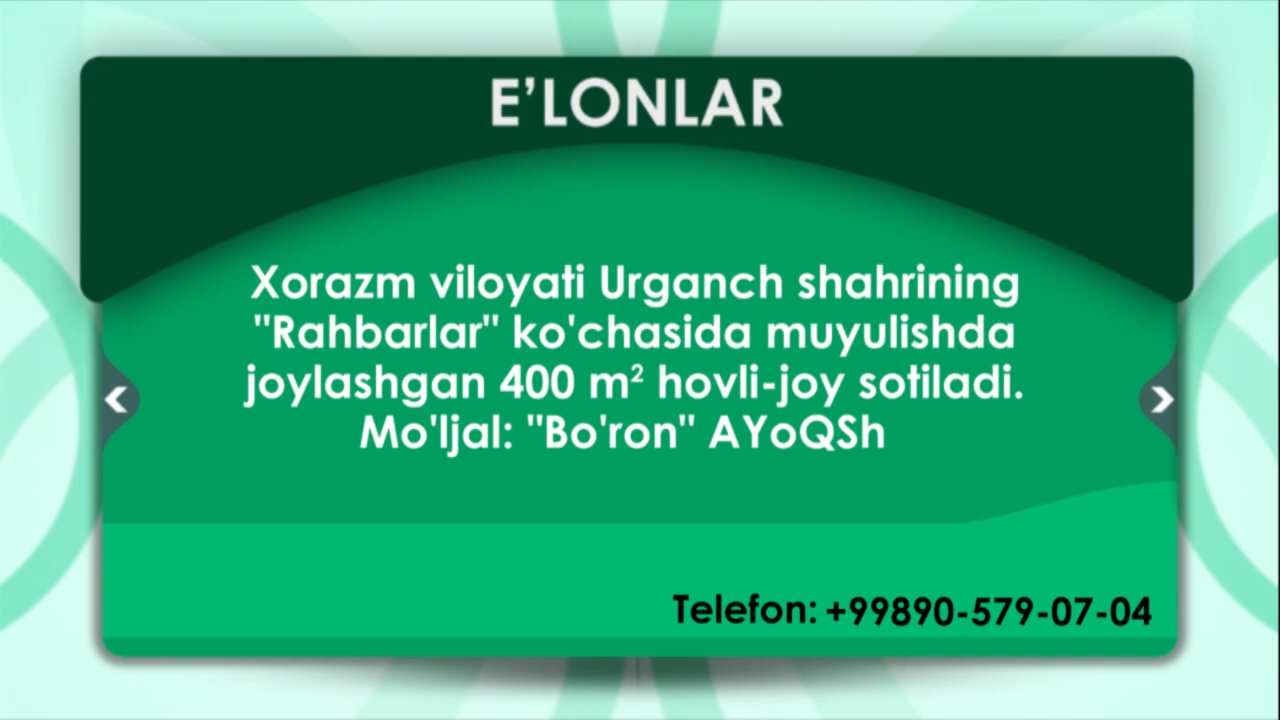 E’LONLAR
Xorazm viloyati Urganch shahrining
"Rahbarlar" ko'chasida muyulishda
joylashgan 400 m² hovli-joy sotiladi.
Mo'ljal: "Bo'ron" AYoQSh
Telefon: +99890-579-07-04